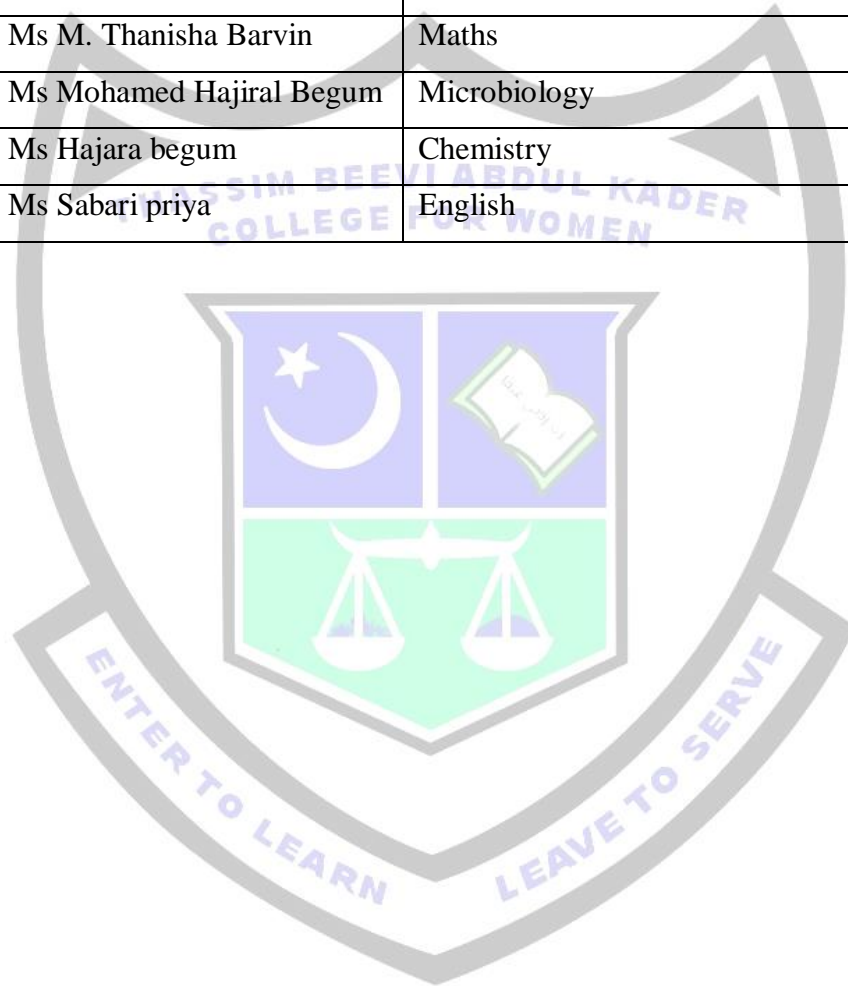 Ms M. Thanisha Barvin Maths
Ms Mohamed Hajiral Begum Microbiology
Ms Hajara begum Chemistry
Ms Sabari priya English
THASSIM BEEVI ABDUL KADER
COLLEGE FOR WOMEN
ENTER TO LEARN LEAVE TO SERVE